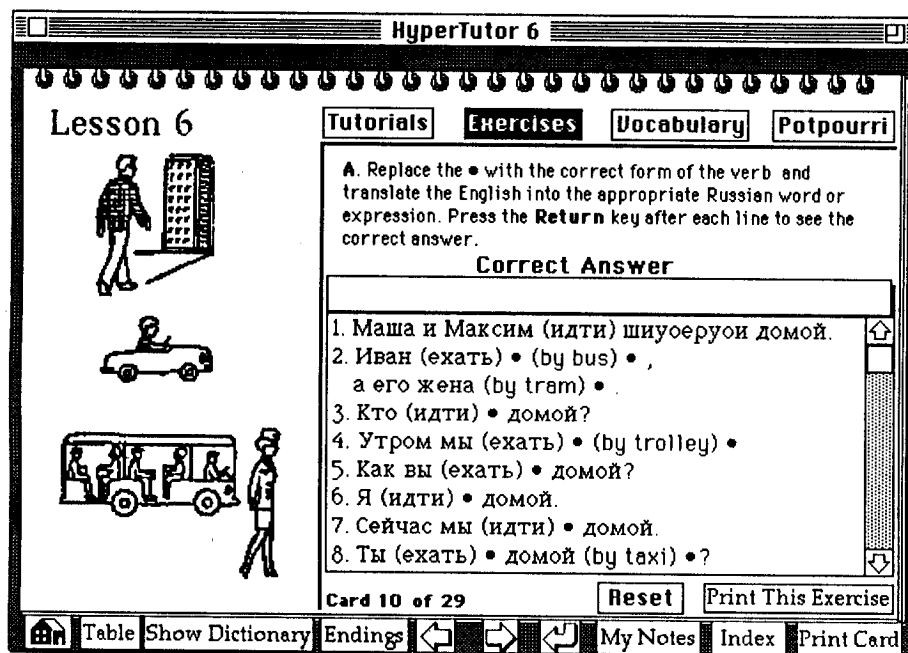 HyperTutor 6
Lesson 6
Tutorials Exercises Vocabulary Potpourri
A. Replace the • with the correct form of the verb and
translate the English into the appropriate Russian word or
expression. Press the Return key after each line to see the
correct answer.
Correct Answer
1. Маша и Максим (идти) шиуоеруои домой.
2. Иван (ехать) • (by bus) • ,
а его жена (by tram) • .
3. Кто (идти) • домой?
4. Утром мы (ехать) • (by trolley) •
5. Как вы (ехать) • домой?
6. Я (идти) • домой.
7. Сейчас мы (идти) • домой.
8. Ты (ехать) • домой (by taxi) •?
Card 10 of 29 Reset Print This Exercise
Table Show Dictionary Endings My Notes Index Print Card